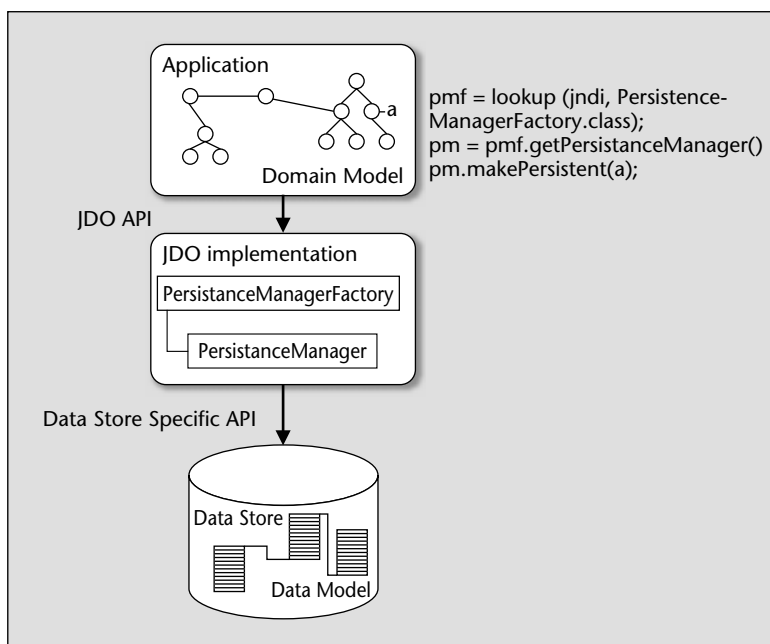 Application
a
Domain Model
pmf = lookup (jndi, Persistence-
ManagerFactory.class);
pm = pmf.getPersistanceManager()
pm.makePersistent(a);
JDO API
JDO implementation
PersistanceManagerFactory
PersistanceManager
Data Store Specific API
Data Store
Data Model